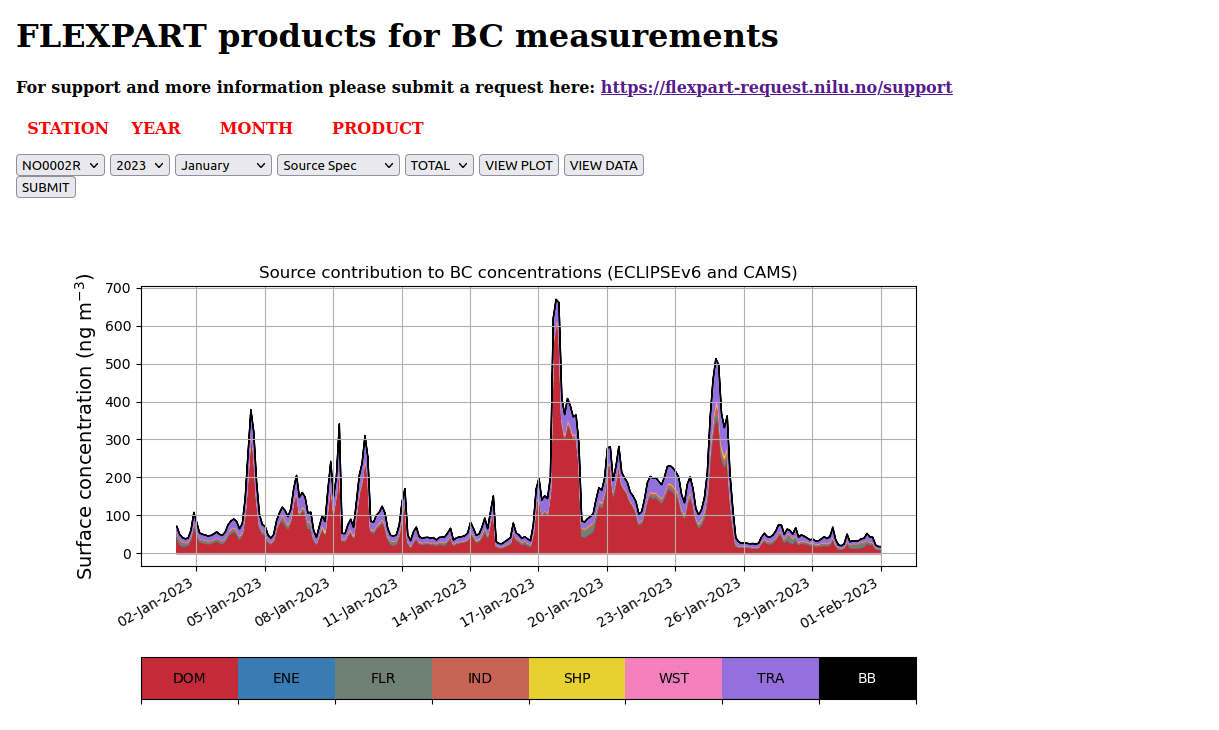 FLEXPART products for BC measurements
For support and more information please submit a request here: https://flexpart-request.nilu.no/support
STATION YEAR MONTH PRODUCT
NO0002R 2023 January Source Spec TOTAL VIEW PLOT VIEW DATA
SUBMIT
Source contribution to BC concentrations (ECLIPSEv6 and CAMS)
Surface concentration (ng m⁻³)
700
600
500
400
300
200
100
0
02-Jan-2023 05-Jan-2023 08-Jan-2023 11-Jan-2023 14-Jan-2023 17-Jan-2023 20-Jan-2023 23-Jan-2023 26-Jan-2023 29-Jan-2023 01-Feb-2023
DOM ENE FLR IND SHP WST TRA BB